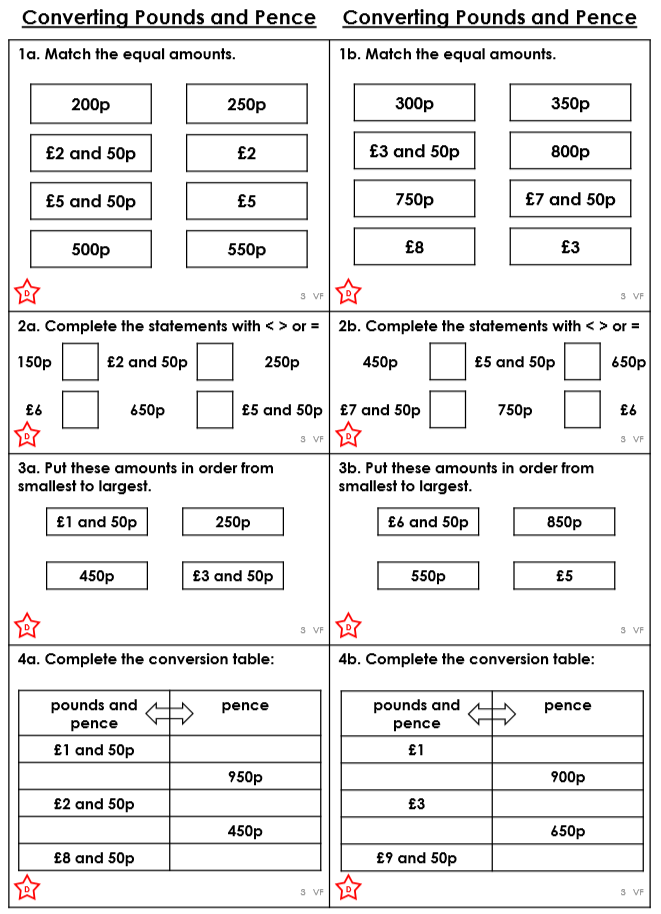 Converting Pounds and Pence
1a. Match the equal amounts.
200p
250p
£2 and 50p
£2
£5 and 50p
£5
500p
550p
D
S VF
2a. Complete the statements with < > or =
150p
£2 and 50p
250p
£6
650p
£5 and 50p
D
S VF
3a. Put these amounts in order from
smallest to largest.
£1 and 50p
250p
450p
£3 and 50p
D
S VF
4a. Complete the conversion table:
pounds and
pence
pence
£1 and 50p
950p
£2 and 50p
450p
£8 and 50p
D
S VF
Converting Pounds and Pence
1b. Match the equal amounts.
300p
350p
£3 and 50p
800p
750p
£7 and 50p
£8
£3
D
S VF
2b. Complete the statements with < > or =
450p
£5 and 50p
650p
£7 and 50p
750p
£6
D
S VF
3b. Put these amounts in order from
smallest to largest.
£6 and 50p
850p
550p
£5
D
S VF
4b. Complete the conversion table:
pounds and
pence
pence
£1
900p
£3
650p
£9 and 50p
D
S VF